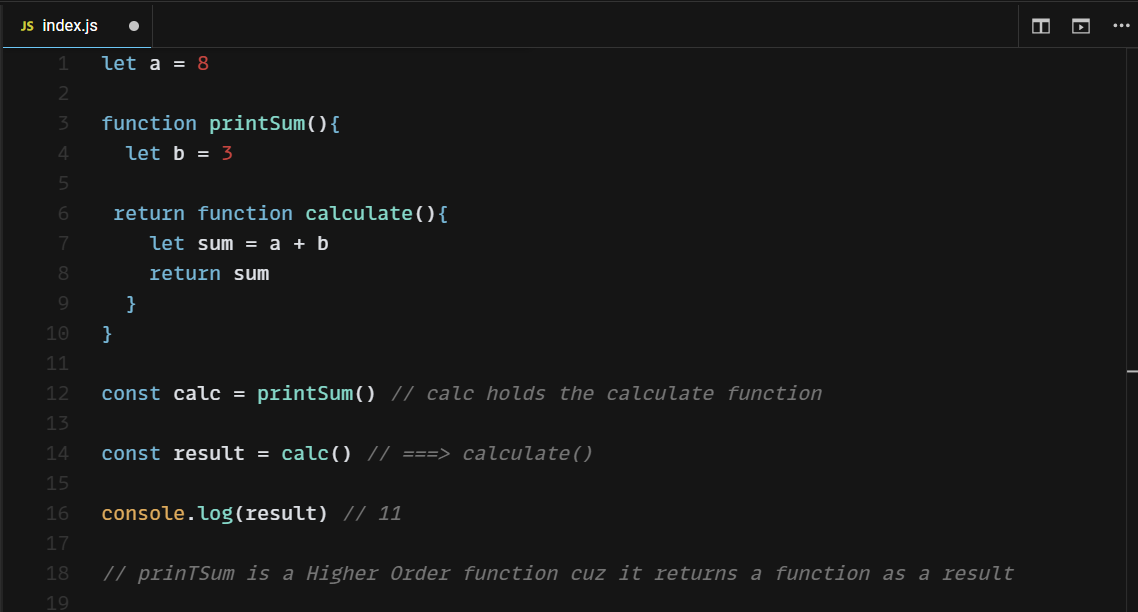 JS index.js
1 let a = 8
2
3 function printSum(){
4 let b = 3
5
6 return function calculate(){
7 let sum = a + b
8 return sum
9 }
10 }
11
12 const calc = printSum() // calc holds the calculate function
13
14 const result = calc() // ===> calculate()
15
16 console.log(result) // 11
17
18 // prinTSum is a Higher Order function cuz it returns a function as a result
19